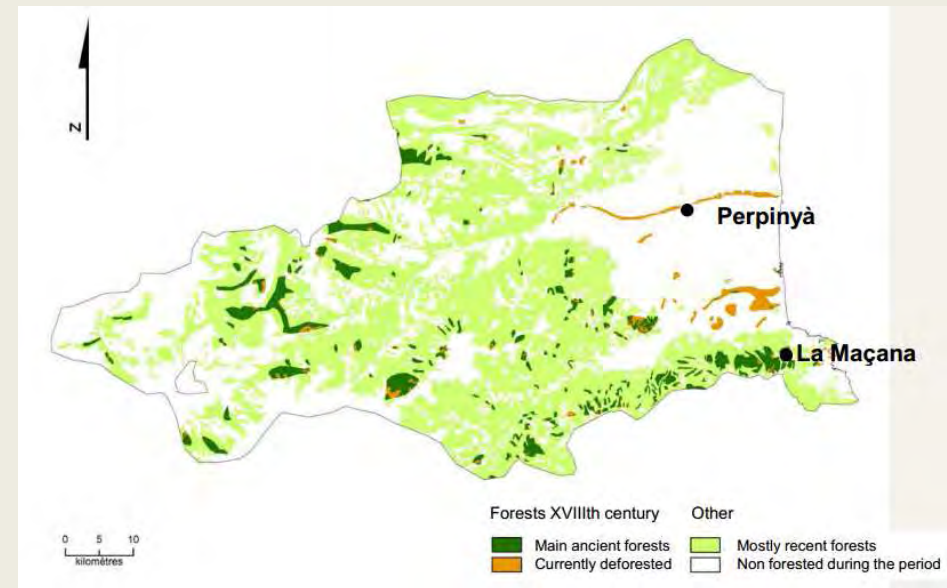 Z
Perpinyà
La Maçana
Forests XVIIIth century Other
Main ancient forests Mostly recent forests
Currently deforested Non forested during the period
0 5 10
kilomètres